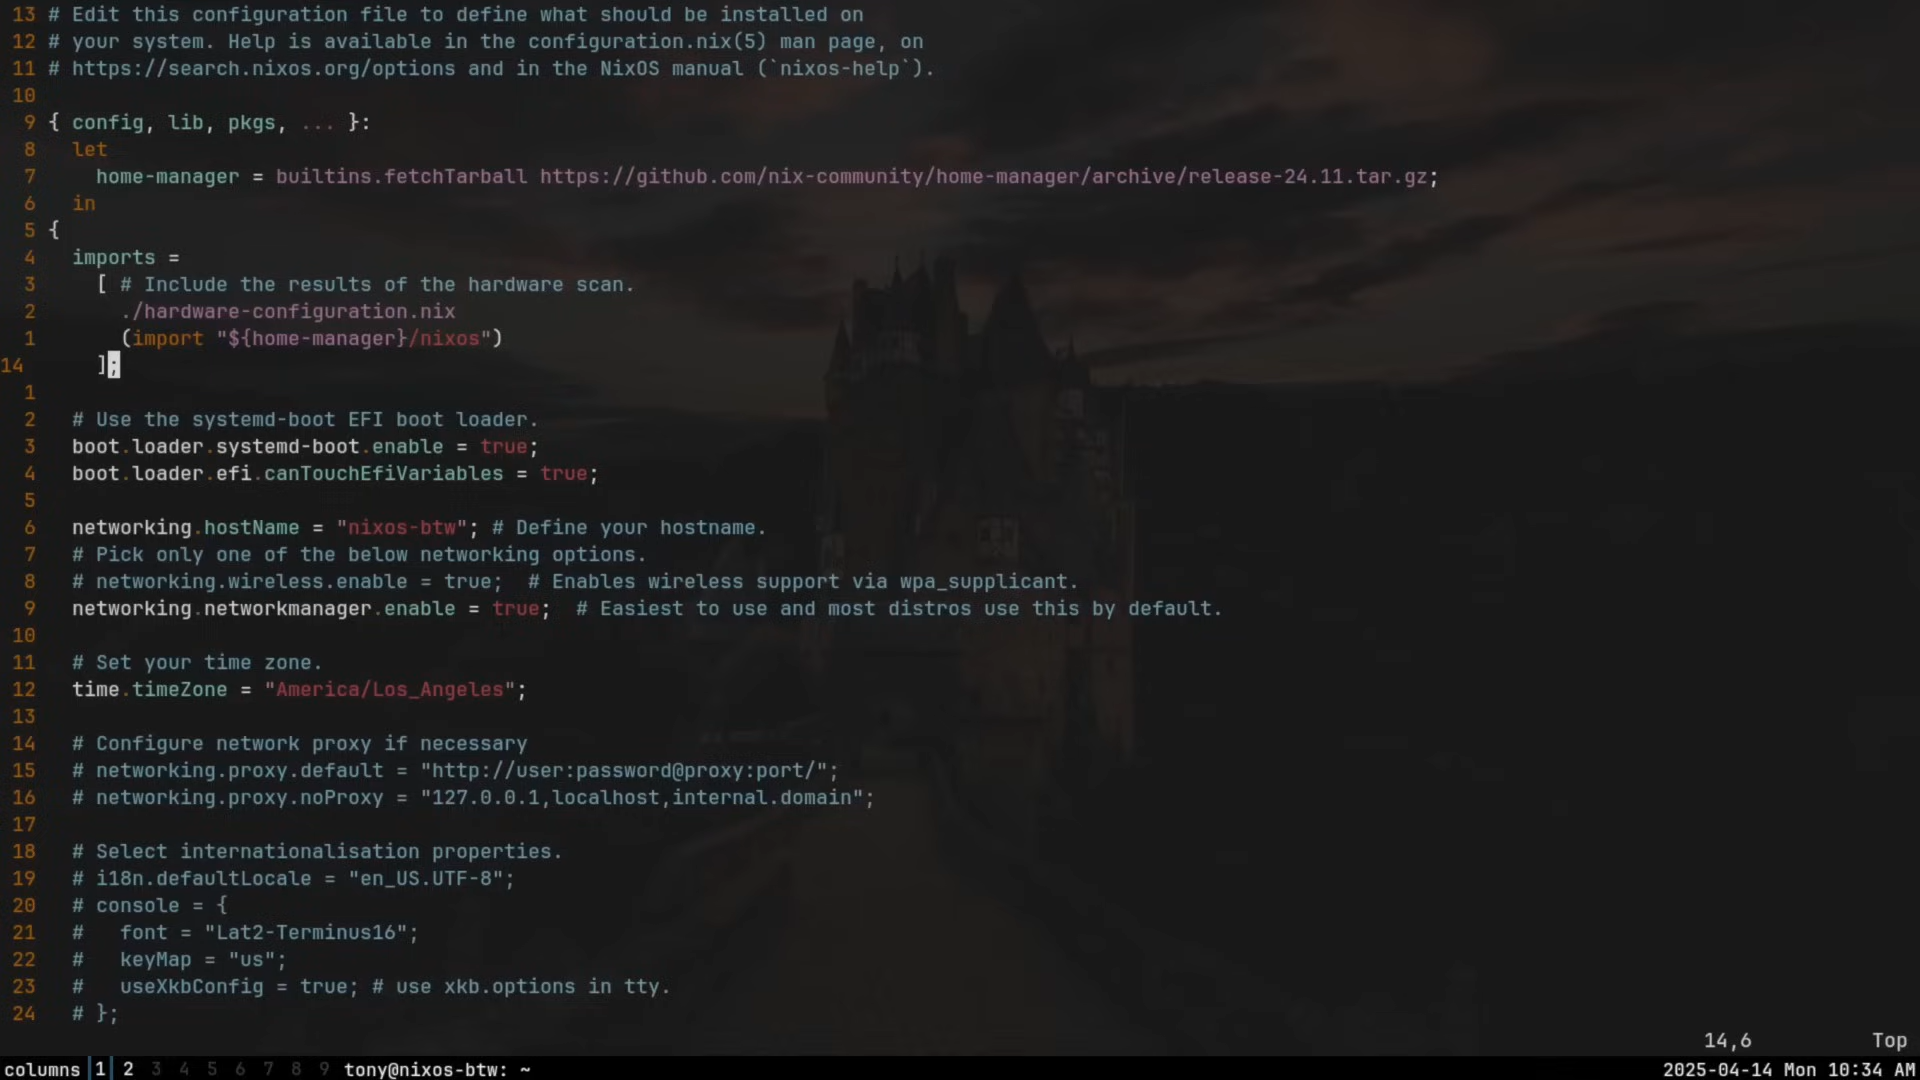 13 # Edit this configuration file to define what should be installed on
12 # your system. Help is available in the configuration.nix(5) man page, on
11 # https://search.nixos.org/options and in the NixOS manual (`nixos-help`).
10
9 { config, lib, pkgs, ... }:
8   let
7     home-manager = builtins.fetchTarball https://github.com/nix-community/home-manager/archive/release-24.11.tar.gz;
6   in
5 {
4   imports =
3     [ # Include the results of the hardware scan.
2       ./hardware-configuration.nix
1       (import "${home-manager}/nixos")
14     ];
1
2   # Use the systemd-boot EFI boot loader.
3   boot.loader.systemd-boot.enable = true;
4   boot.loader.efi.canTouchEfiVariables = true;
5
6   networking.hostName = "nixos-btw"; # Define your hostname.
7   # Pick only one of the below networking options.
8   # networking.wireless.enable = true;  # Enables wireless support via wpa_supplicant.
9   networking.networkmanager.enable = true;  # Easiest to use and most distros use this by default.
10
11   # Set your time zone.
12   time.timeZone = "America/Los_Angeles";
13
14   # Configure network proxy if necessary
15   # networking.proxy.default = "http://user:password@proxy:port/";
16   # networking.proxy.noProxy = "127.0.0.1,localhost,internal.domain";
17
18   # Select internationalisation properties.
19   # i18n.defaultLocale = "en_US.UTF-8";
20   # console = {
21   #   font = "Lat2-Terminus16";
22   #   keyMap = "us";
23   #   useXkbConfig = true; # use xkb.options in tty.
24   # };
14,6 Top
columns 1 2 3 4 5 6 7 8 9 tony@nixos-btw: ~ 2025-04-14 Mon 10:34 AM